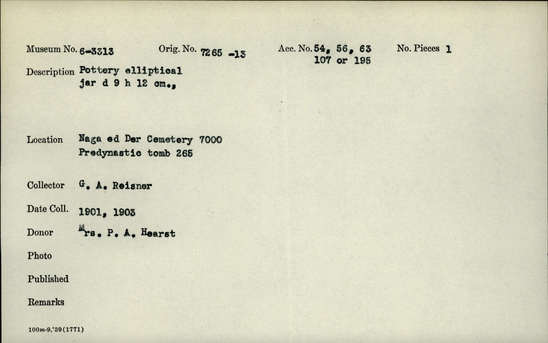 Museum No. 6-3313 Orig. No. 7265 -13 Acc. No. 54, 56, 63 No. Pieces 1
107 or 195
Description Pottery elliptical
jar d 9 h 12 cm.,
Location Naga ed Der Cemetery 7000
Predynastic tomb 265
Collector G. A. Reisner
Date Coll. 1901, 1903
Donor Mrs. P. A. Hearst
Photo
Published
Remarks
100m-9,'39(1771)